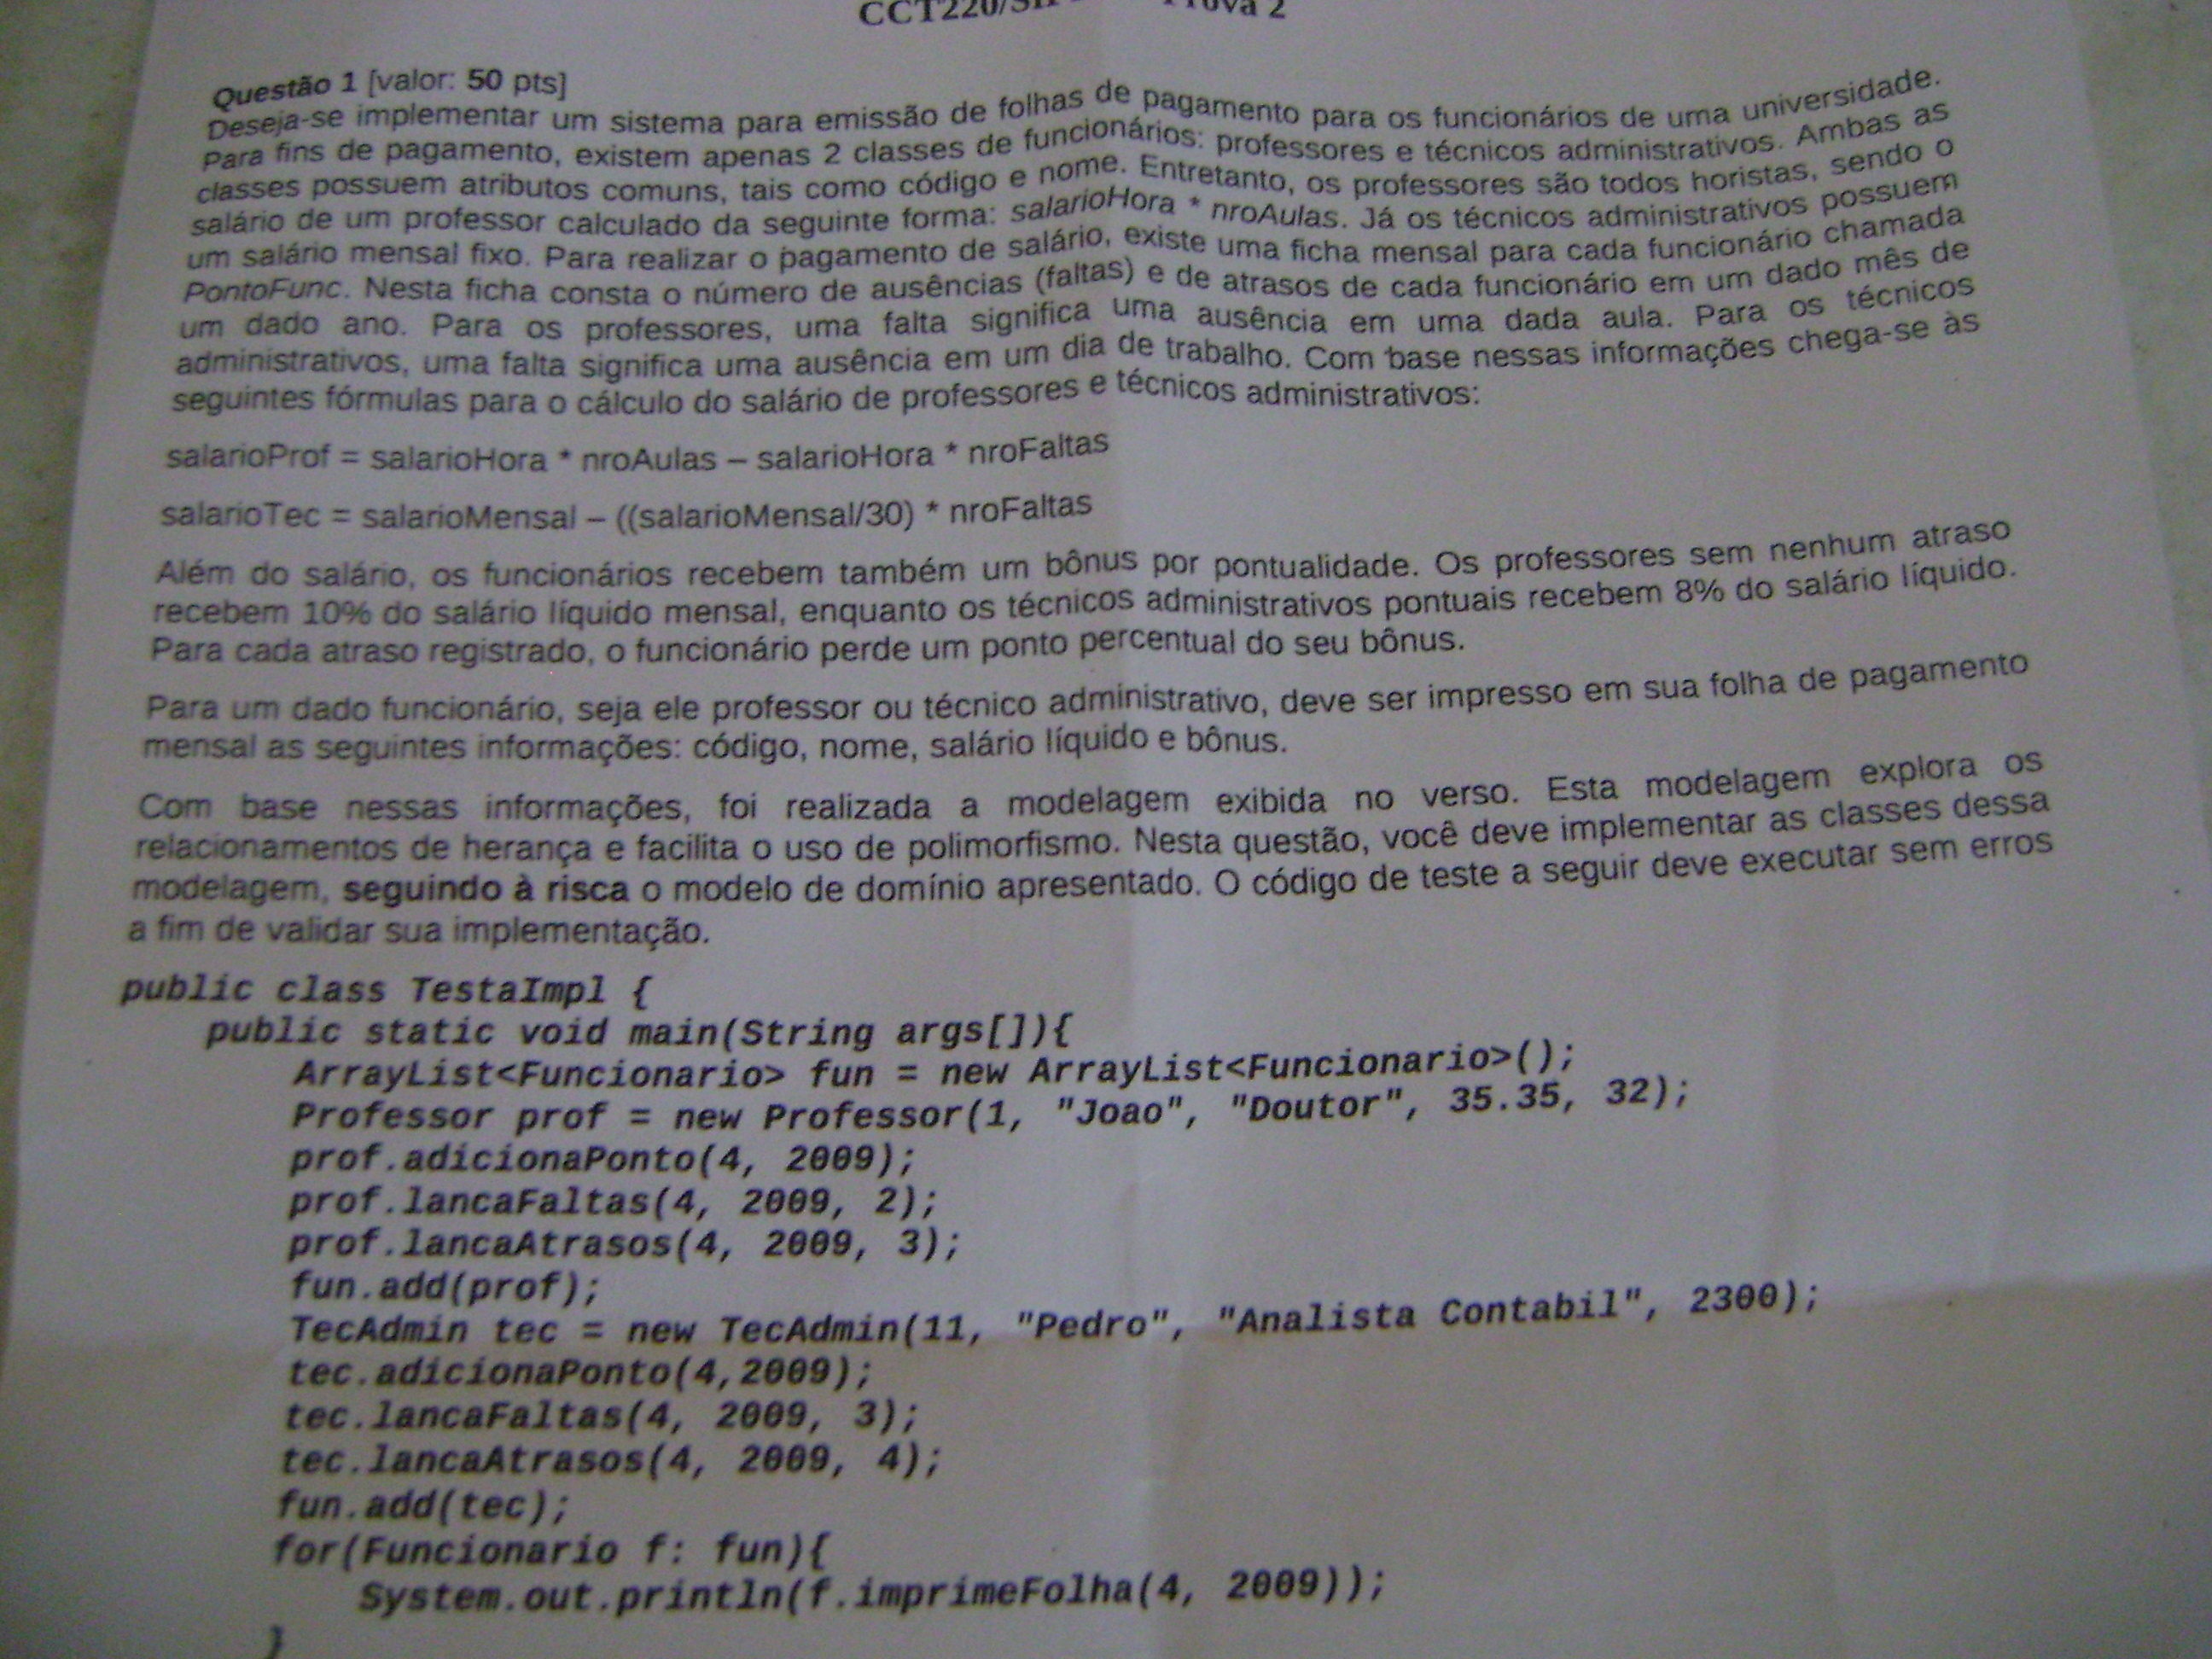 CCT220/ Prova 2
Questão 1 [valor: 50 pts]
Deseja-se implementar um sistema para emissão de folhas de pagamento para os funcionários de uma universidade.
Para fins de pagamento, existem apenas 2 classes de funcionários: professores e técnicos administrativos. Ambas as
classes possuem atributos comuns, tais como código e nome. Entretanto, os professores são todos horistas, sendo o
salário de um professor calculado da seguinte forma: salarioHora * nroAulas. Já os técnicos administrativos possuem
um salário mensal fixo. Para realizar o pagamento de salário, existe uma ficha mensal para cada funcionário chamada
PontoFunc. Nesta ficha consta o número de ausências (faltas) e de atrasos de cada funcionário em um dado mês de
um dado ano. Para os professores, uma falta significa uma ausência em uma dada aula. Para os técnicos
administrativos, uma falta significa uma ausência em um dia de trabalho. Com base nessas informações chega-se às
seguintes fórmulas para o cálculo do salário de professores e técnicos administrativos:
salarioProf = salarioHora * nroAulas – salarioHora * nroFaltas
salarioTec = salarioMensal – ((salarioMensal/30) * nroFaltas
Além do salário, os funcionários recebem também um bônus por pontualidade. Os professores sem nenhum atraso
recebem 10% do salário líquido mensal, enquanto os técnicos administrativos pontuais recebem 8% do salário líquido.
Para cada atraso registrado, o funcionário perde um ponto percentual do seu bônus.
Para um dado funcionário, seja ele professor ou técnico administrativo, deve ser impresso em sua folha de pagamento
mensal as seguintes informações: código, nome, salário líquido e bônus.
Com base nessas informações, foi realizada a modelagem exibida no verso. Esta modelagem explora os
relacionamentos de herança e facilita o uso de polimorfismo. Nesta questão, você deve implementar as classes dessa
modelagem, seguindo à risca o modelo de domínio apresentado. O código de teste a seguir deve executar sem erros
a fim de validar sua implementação.
public class TestaImpl {
public static void main(String args[]){
ArrayList<Funcionario> fun = new ArrayList<Funcionario>();
Professor prof = new Professor(1, "Joao", "Doutor", 35.35, 32);
prof.adicionaPonto(4, 2009);
prof.lancaFaltas(4, 2009, 2);
prof.lancaAtrasos(4, 2009, 3);
fun.add(prof);
TecAdmin tec = new TecAdmin(11, "Pedro", "Analista Contabil", 2300);
tec.adicionaPonto(4,2009);
tec.lancaFaltas(4, 2009, 3);
tec.lancaAtrasos(4, 2009, 4);
fun.add(tec);
for(Funcionario f: fun){
System.out.println(f.imprimeFolha(4, 2009));
}